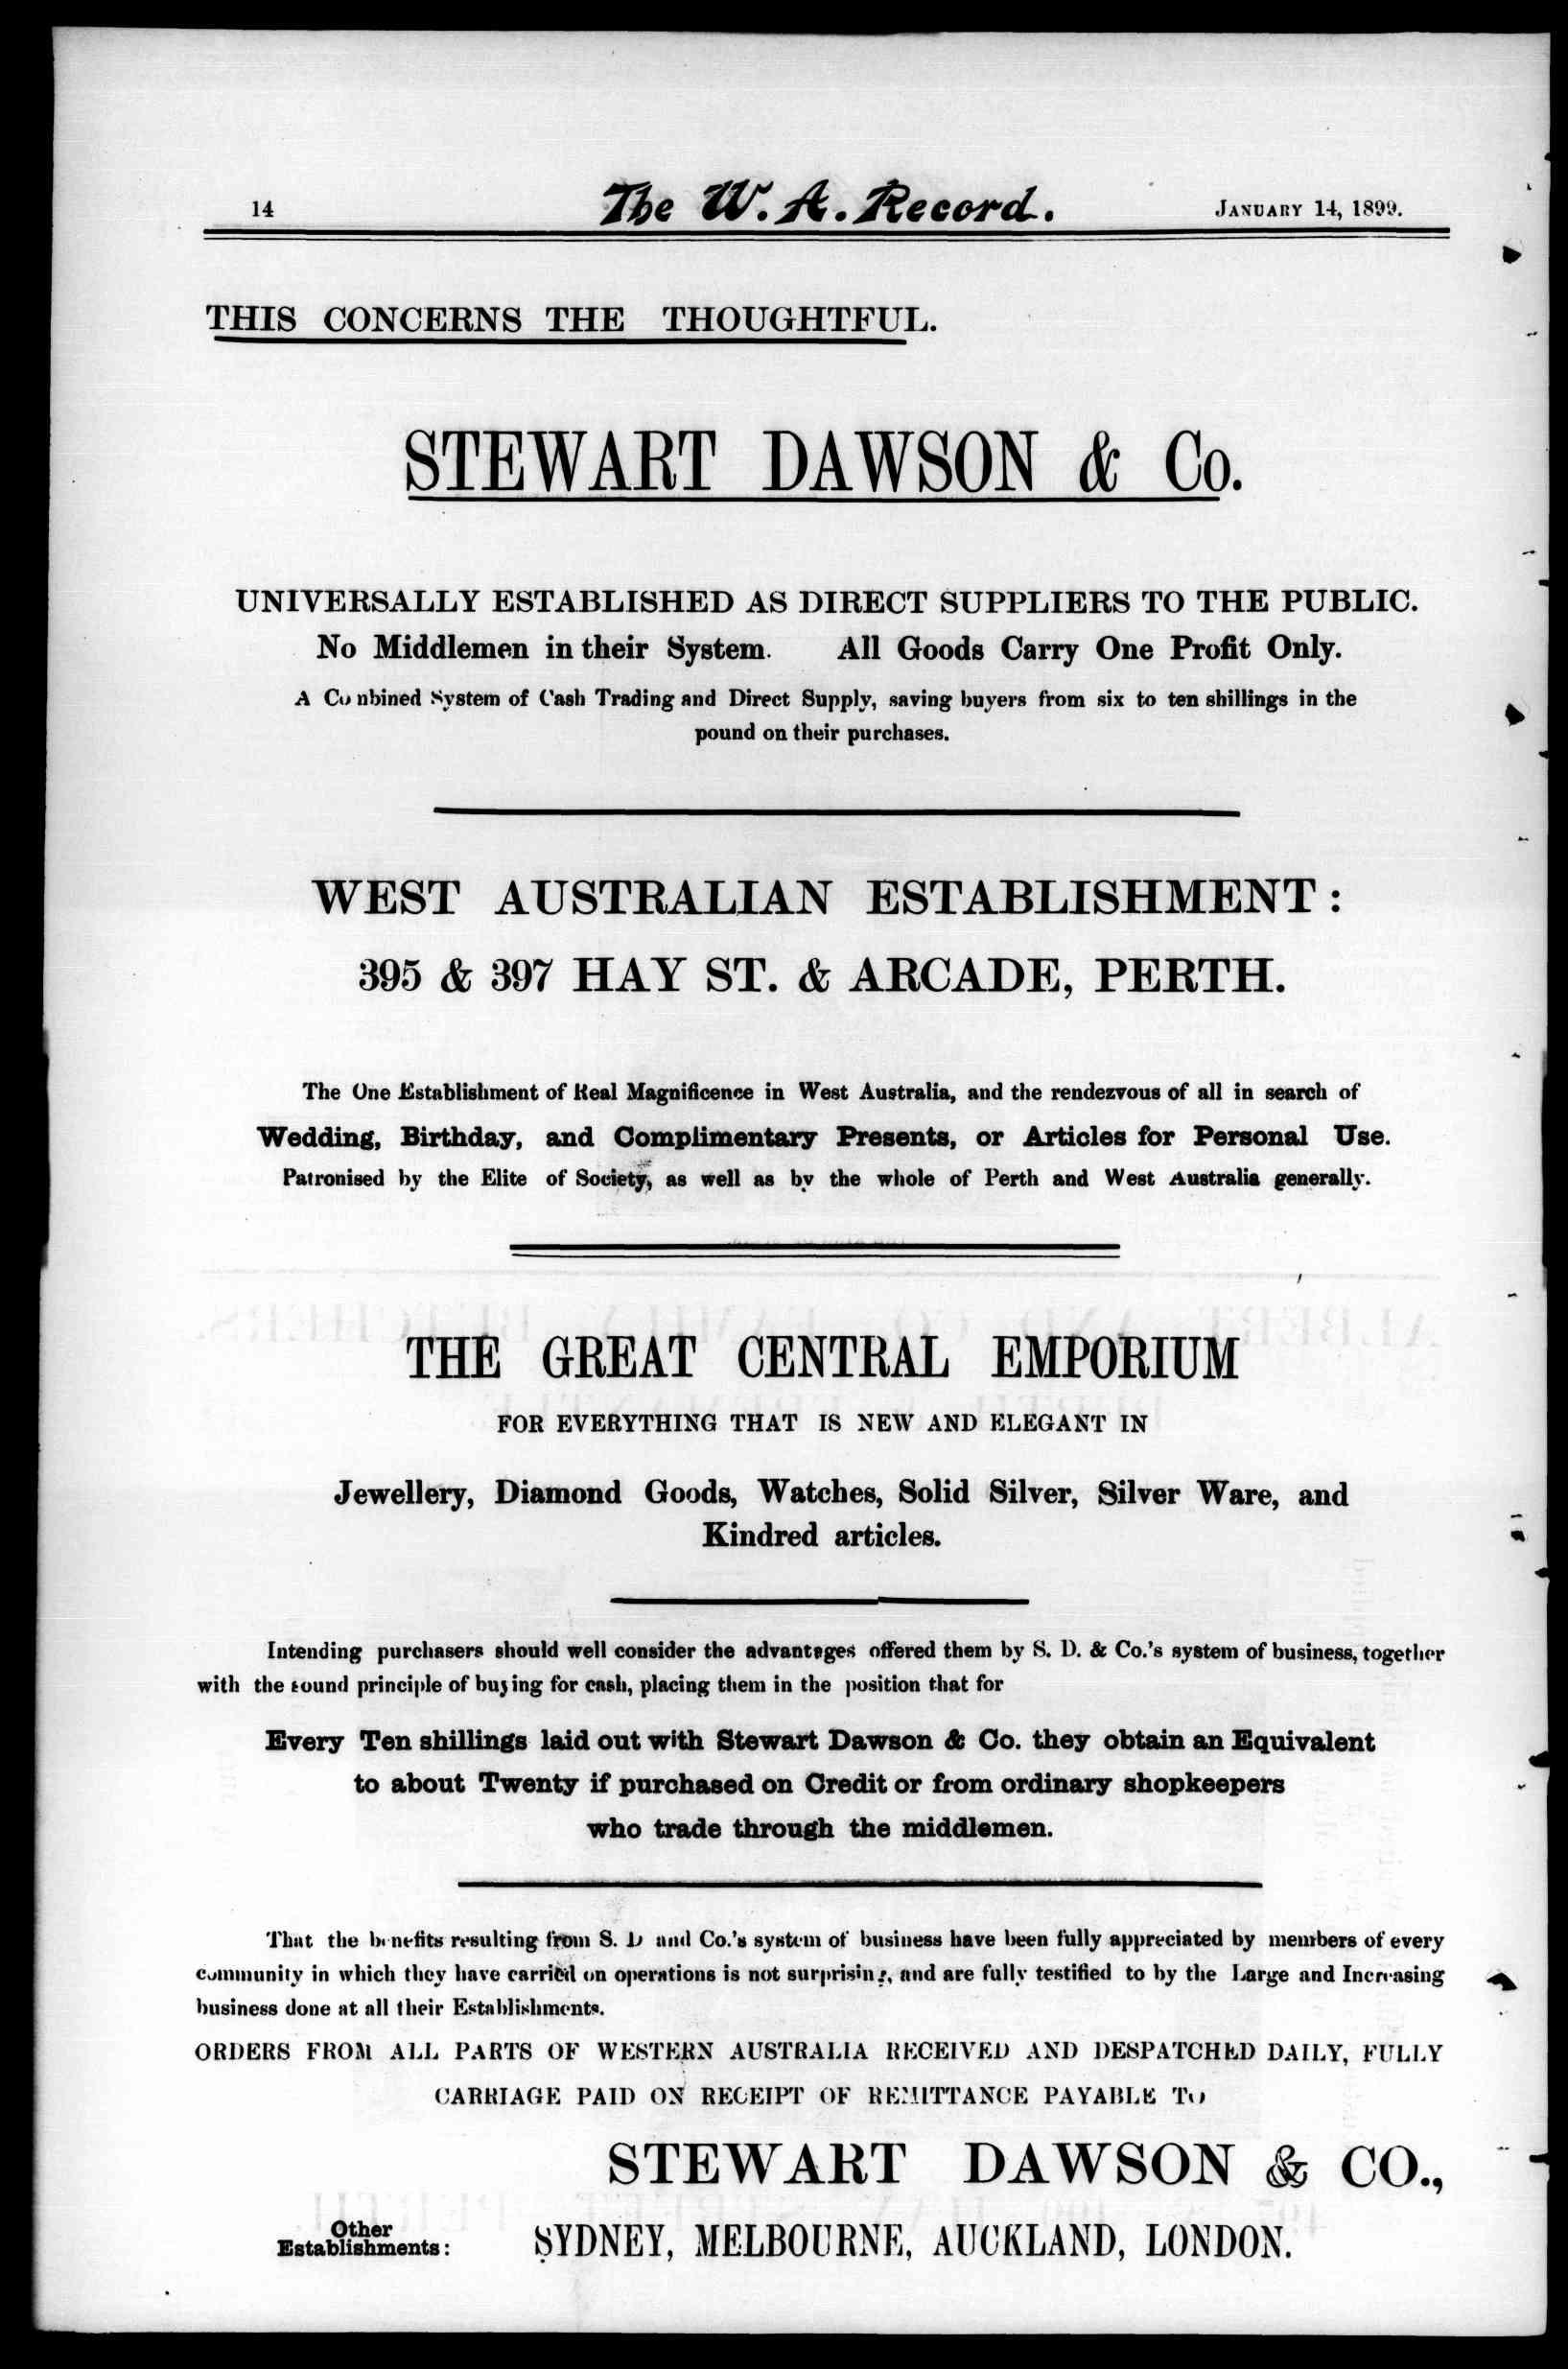 14 The W. A. Record. JANUARY 14, 1899.
THIS CONCERNS THE THOUGHTFUL.
STEWART DAWSON & Co.
UNIVERSALLY ESTABLISHED AS DIRECT SUPPLIERS TO THE PUBLIC.
No Middlemen in their System. All Goods Carry One Profit Only.
A Combined System of Cash Trading and Direct Supply, saving buyers from six to ten shillings in the
pound on their purchases.
WEST AUSTRALIAN ESTABLISHMENT:
395 & 397 HAY ST. & ARCADE, PERTH.
The One Establishment of Real Magnificence in West Australia, and the rendezvous of all in search of
Wedding, Birthday, and Complimentary Presents, or Articles for Personal Use.
Patronised by the Elite of Society, as well as by the whole of Perth and West Australia generally.
THE GREAT CENTRAL EMPORIUM
FOR EVERYTHING THAT IS NEW AND ELEGANT IN
Jewellery, Diamond Goods, Watches, Solid Silver, Silver Ware, and
Kindred articles.
Intending purchasers should well consider the advantages offered them by S. D. & Co.'s system of business, together
with the sound principle of buying for cash, placing them in the position that for
Every Ten shillings laid out with Stewart Dawson & Co. they obtain an Equivalent
to about Twenty if purchased on Credit or from ordinary shopkeepers
who trade through the middlemen.
That the benefits resulting from S. D and Co.'s system of business have been fully appreciated by members of every
community in which they have carried on operations is not surprising, and are fully testified to by the Large and Increasing
business done at all their Establishments.
ORDERS FROM ALL PARTS OF WESTERN AUSTRALIA RECEIVED AND DESPATCHED DAILY, FULLY
CARRIAGE PAID ON RECEIPT OF REMITTANCE PAYABLE TO
STEWART DAWSON & CO.,
Other
Establishments: SYDNEY, MELBOURNE, AUCKLAND, LONDON.